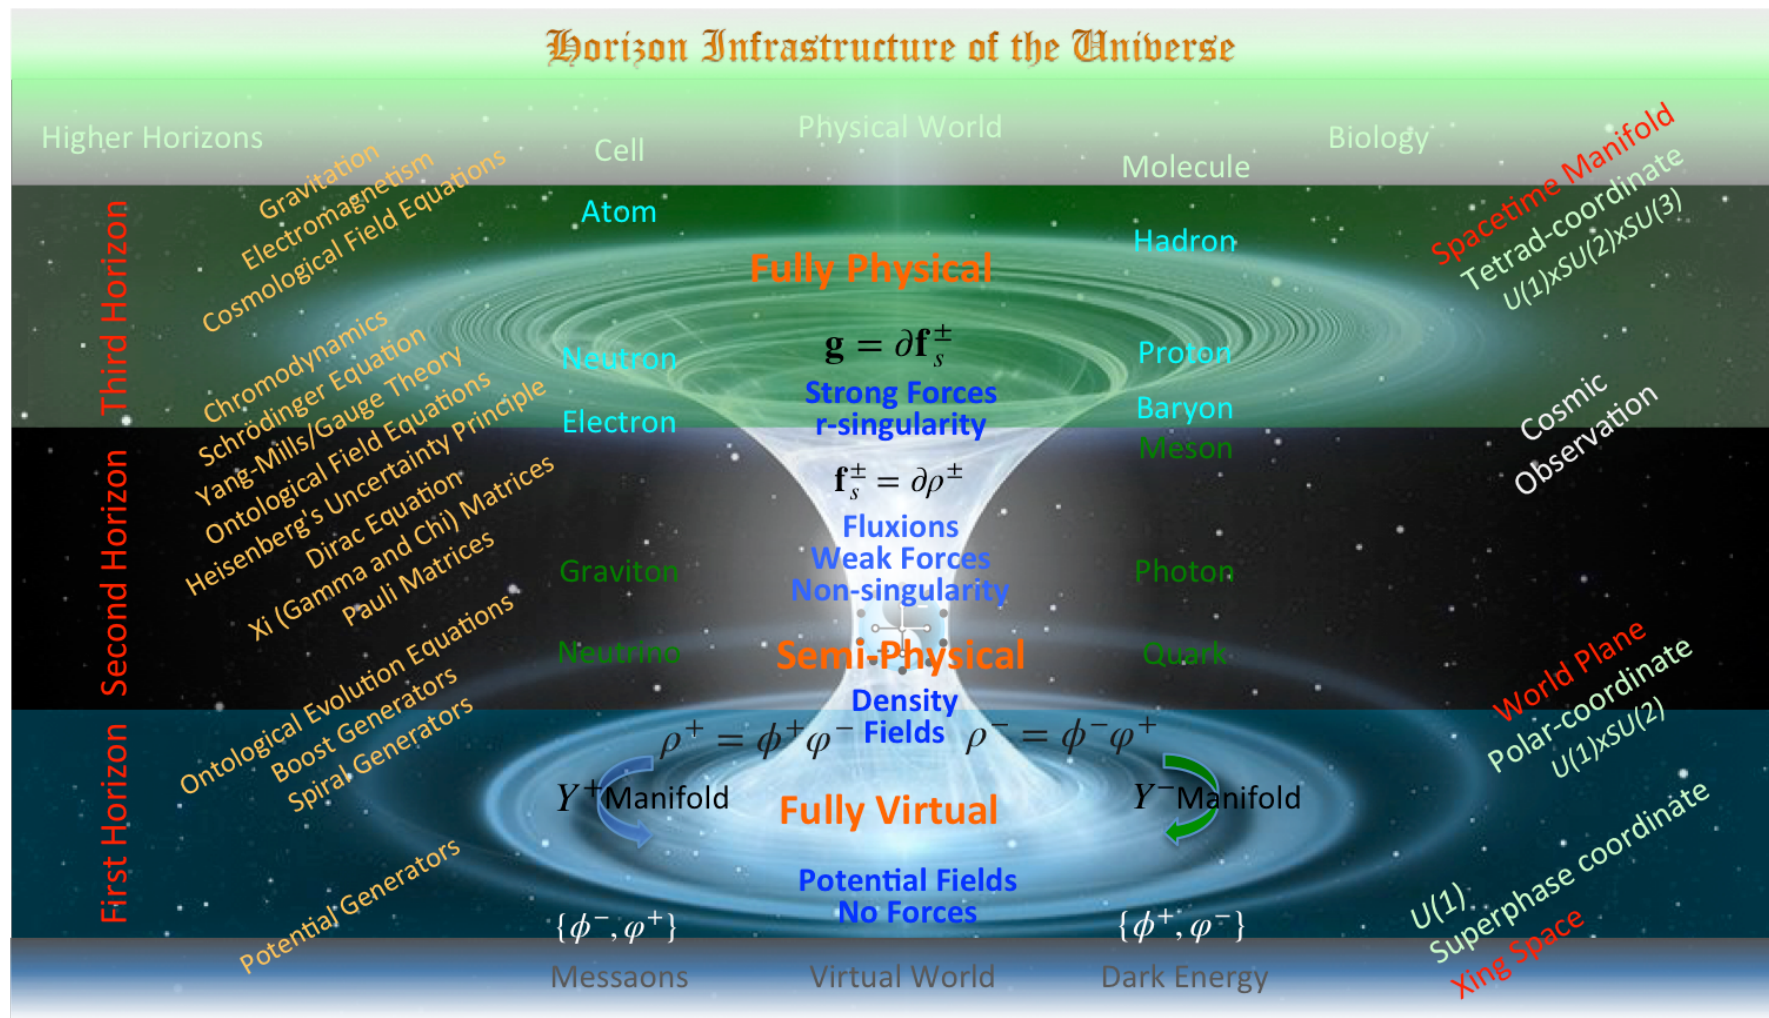 Horizon Infrastructure of the Universe
Higher Horizons
Cell
Physical World
Molecule
Biology
Third Horizon
Gravitation
Electromagnetism
Cosmological Field Equations
Atom
Hadron
Fully Physical
Spacetime Manifold
Tetrad-coordinate
U(1)xSU(2)xSU(3)
𝐠 = ∂𝐟ₛ^±
Neutron
Proton
Strong Forces
r-singularity
Electron
Baryon
Chromodynamics
Schrödinger Equation
Yang-Mills/Gauge Theory
Ontological Field Equations
Heisenberg's Uncertainty Principle
Dirac Equation
Xi (Gamma and Chi) Matrices
Pauli Matrices
Second Horizon
Meson
Cosmic
Observation
𝐟ₛ^± = ∂ρ^±
Fluxions
Weak Forces
Non-singularity
Graviton
Photon
Neutrino
Semi-Physical
Quark
Density
Fields
ρ⁺ = ϕ⁺φ⁻
ρ⁻ = ϕ⁻φ⁺
World Plane
Polar-coordinate
U(1)xSU(2)
First Horizon
Ontological Evolution Equations
Boost Generators
Spiral Generators
Y⁺Manifold
Fully Virtual
Y⁻Manifold
Potential Generators
Potential Fields
No Forces
{ϕ⁻, φ⁺}
{ϕ⁺, φ⁻}
U(1)
Superphase coordinate
Xing Space
Messaons
Virtual World
Dark Energy